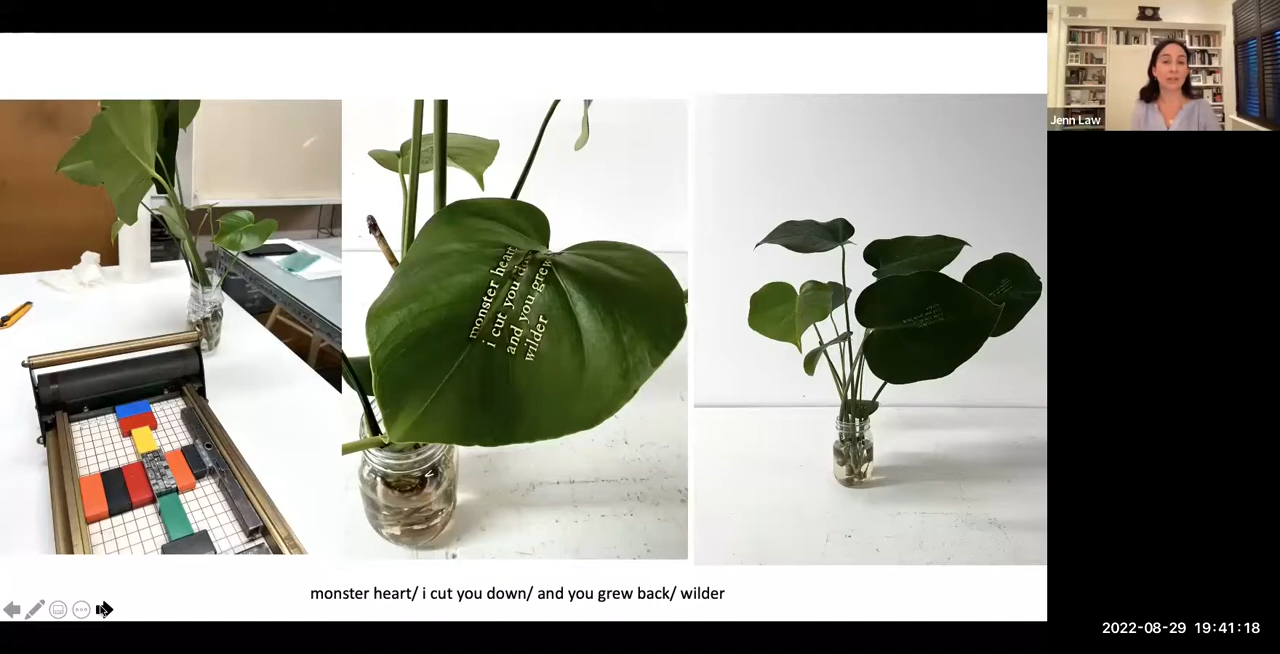 Jenn Law
monster heart
i cut you down
and you grew
wilder
monster heart/ i cut you down/ and you grew back/ wilder
2022-08-29 19:41:18